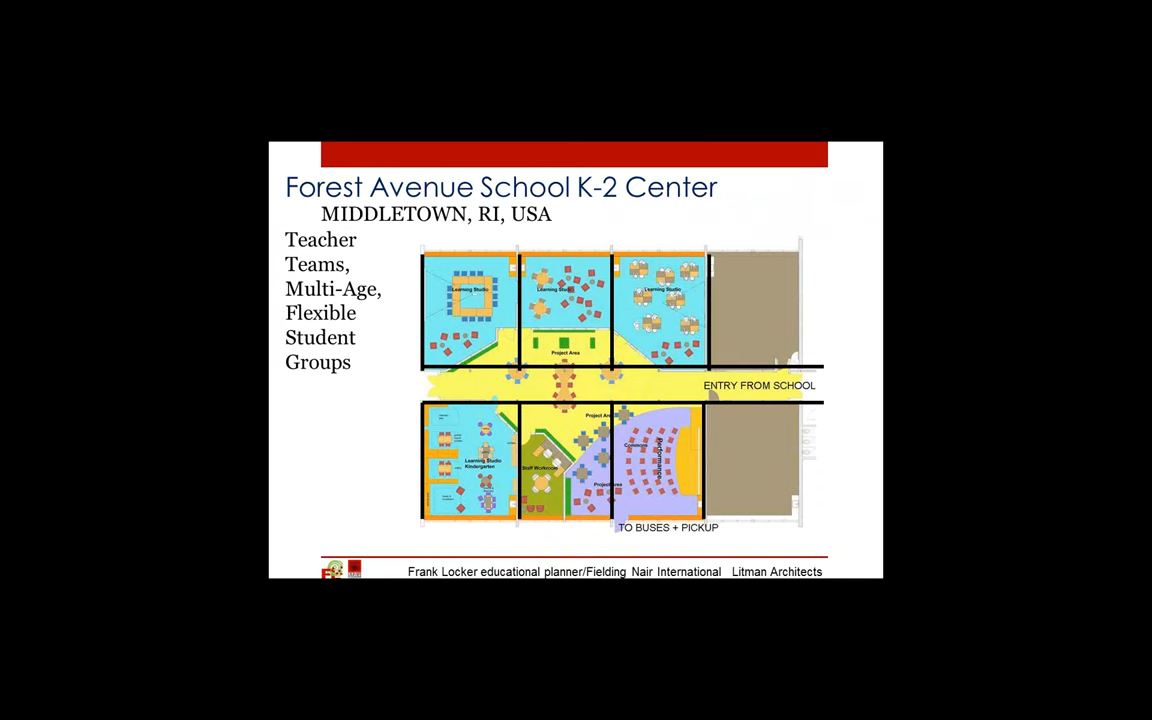 Forest Avenue School K-2 Center
MIDDLETOWN, RI, USA
Teacher
Teams,
Multi-Age,
Flexible
Student
Groups
Learning Studio
Learning Studio
Learning Studio
Project Area
ENTRY FROM SCHOOL
Project Area
Commons
Performance
Learning Studio
Kindergarten
Staff Workroom
Project Area
TO BUSES + PICKUP
Frank Locker educational planner/Fielding Nair International Litman Architects